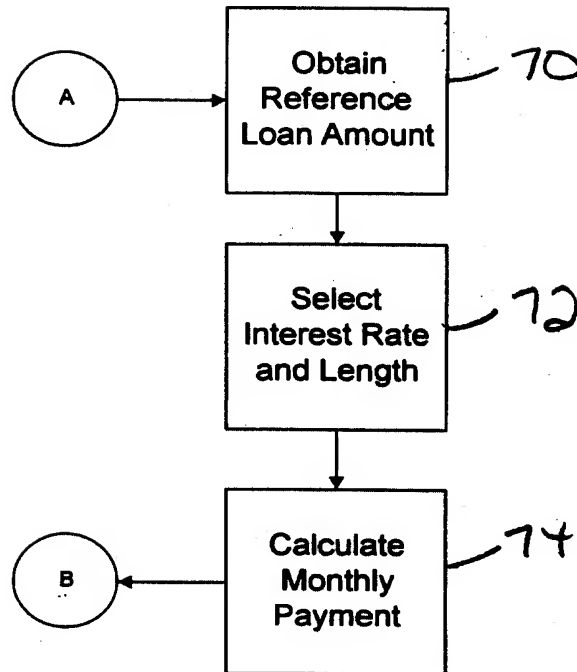 A
Obtain
Reference
Loan Amount
70
Select
Interest Rate
and Length
72
Calculate
Monthly
Payment
74
B